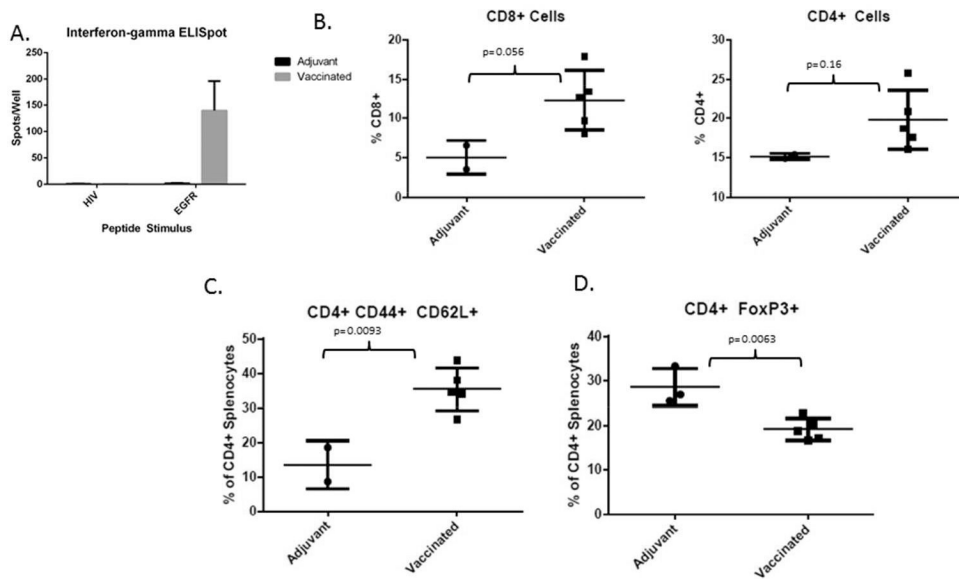 A.
Interferon-gamma ELISpot
250
200
150
100
50
0
Spots/Well
HIV
EGFR
Peptide Stimulus
Adjuvant
Vaccinated
B.
CD8+ Cells
p=0.056
20
15
10
5
0
% CD8+
Adjuvant
Vaccinated
CD4+ Cells
p=0.16
30
25
20
15
10
% CD4+
Adjuvant
Vaccinated
C.
CD4+ CD44+ CD62L+
p=0.0093
50
40
30
20
10
0
% of CD4+ Splenocytes
Adjuvant
Vaccinated
D.
CD4+ FoxP3+
p=0.0063
40
30
20
10
0
% of CD4+ Splenocytes
Adjuvant
Vaccinated